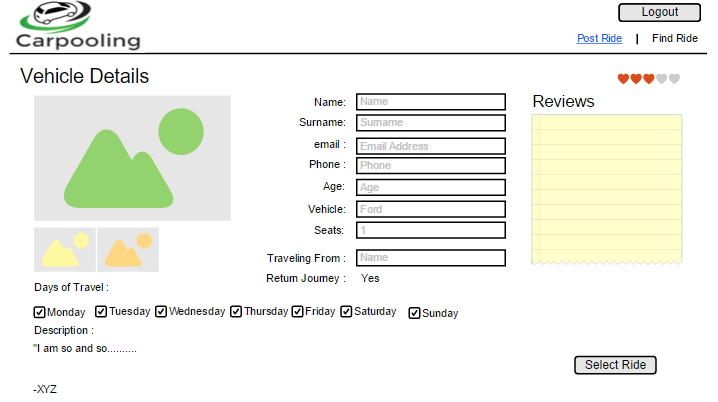 Carpooling
Logout
Post Ride | Find Ride
Vehicle Details
Name: Name
Surname: Surname
email : Email Address
Phone : Phone
Age: Age
Vehicle: Ford
Seats: 1
Traveling From : Name
Return Journey : Yes
Reviews
Days of Travel :
Monday Tuesday Wednesday Thursday Friday Saturday Sunday
Description :
"I am so and so..........
Select Ride
-XYZ